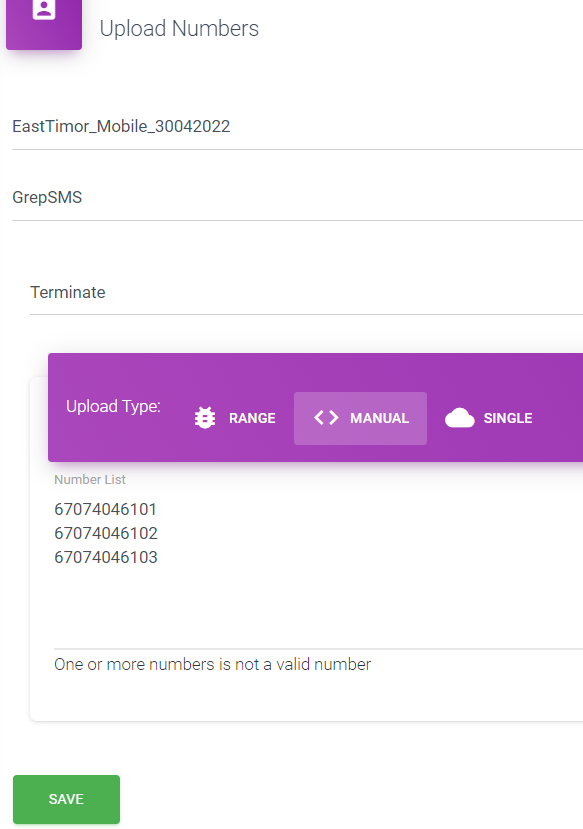 Upload Numbers
EastTimor_Mobile_30042022
GrepSMS
Terminate
Upload Type:
RANGE
MANUAL
SINGLE
Number List
67074046101
67074046102
67074046103
One or more numbers is not a valid number
SAVE